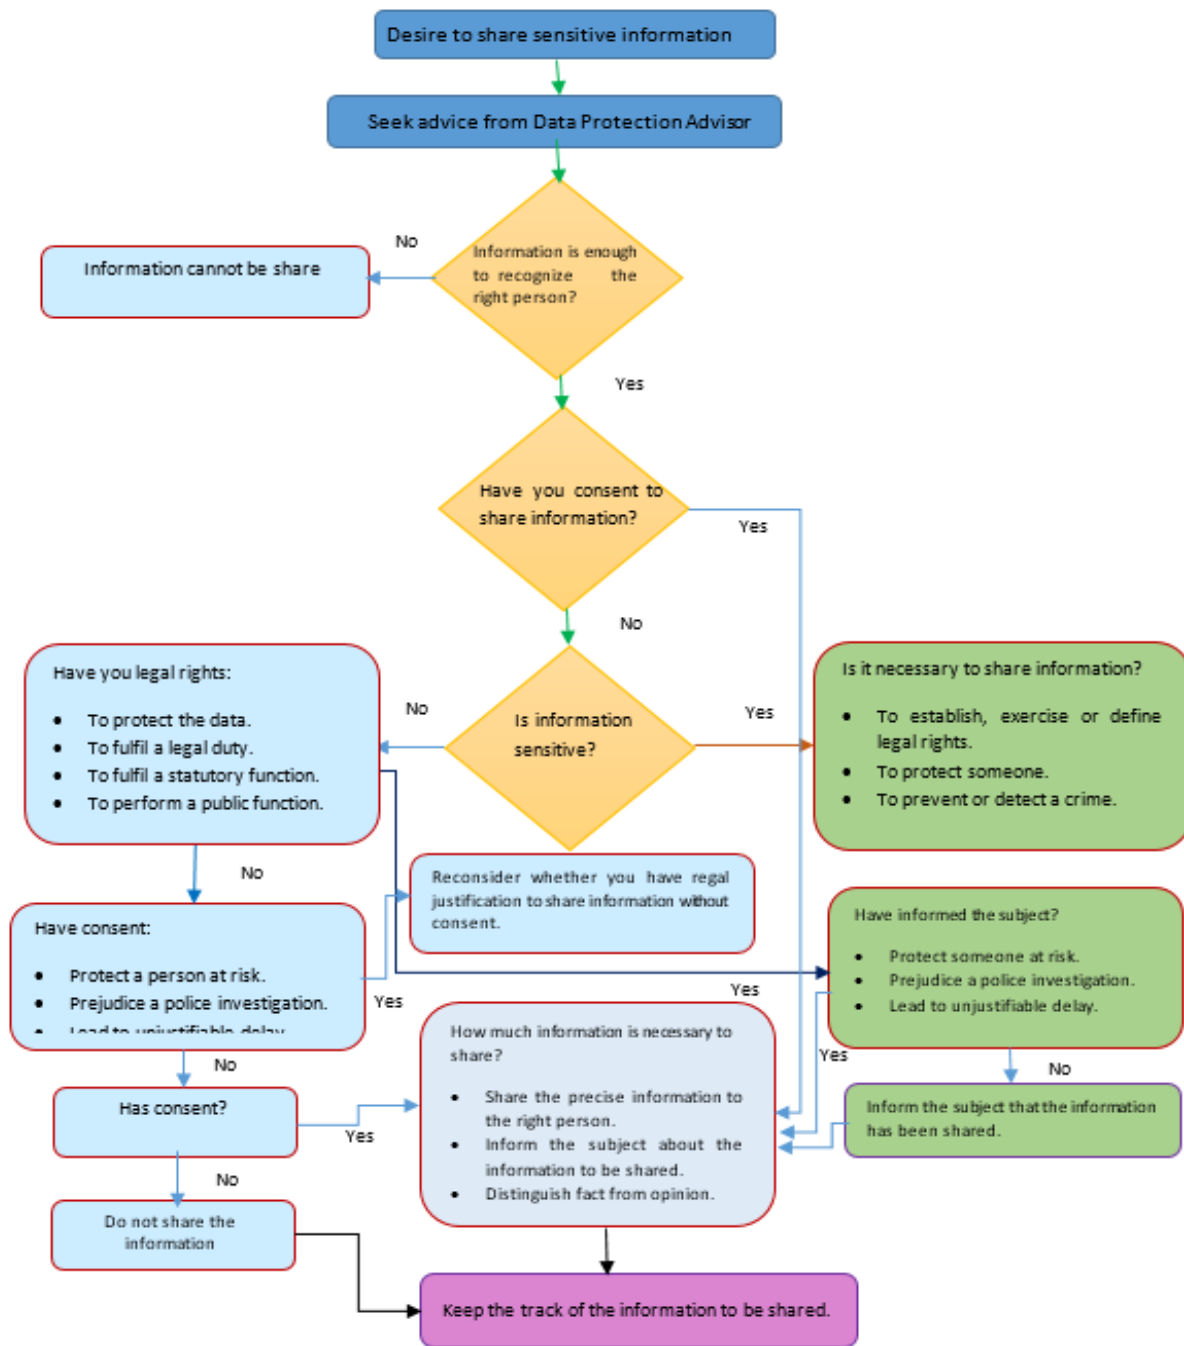 Desire to share sensitive information
Seek advice from Data Protection Advisor
No
Information is enough
to recognize the
right person?
Information cannot be share
Yes
Have you consent to
share information?
Yes
No
Have you legal rights:
• To protect the data.
• To fulfil a legal duty.
• To fulfil a statutory function.
• To perform a public function.
No
Is information
sensitive?
Yes
Is it necessary to share information?
• To establish, exercise or define
legal rights.
• To protect someone.
• To prevent or detect a crime.
No
Reconsider whether you have regal
justification to share information without
consent.
Have consent:
• Protect a person at risk.
• Prejudice a police investigation.
• Lead to unjustifiable delay
Yes
Have informed the subject?
• Protect someone at risk.
• Prejudice a police investigation.
• Lead to unjustifiable delay.
Yes
How much information is necessary to
share?
• Share the precise information to
the right person.
• Inform the subject about the
information to be shared.
• Distinguish fact from opinion.
Yes
No
No
Has consent?
Yes
Inform the subject that the information
has been shared.
No
Do not share the
information
Keep the track of the information to be shared.